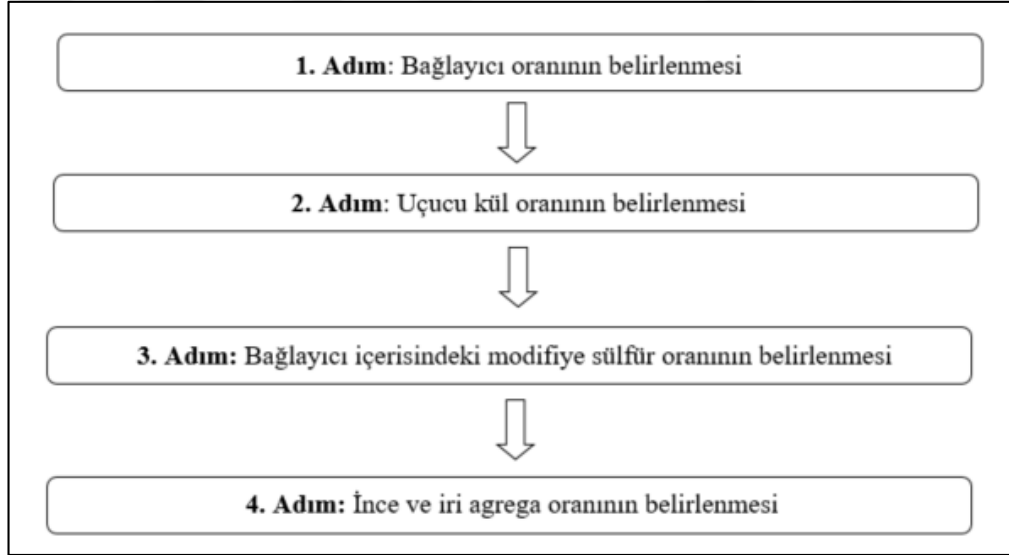 1. Adım: Bağlayıcı oranının belirlenmesi
2. Adım: Uçucu kül oranının belirlenmesi
3. Adım: Bağlayıcı içerisindeki modifiye sülfür oranının belirlenmesi
4. Adım: İnce ve iri agrega oranının belirlenmesi